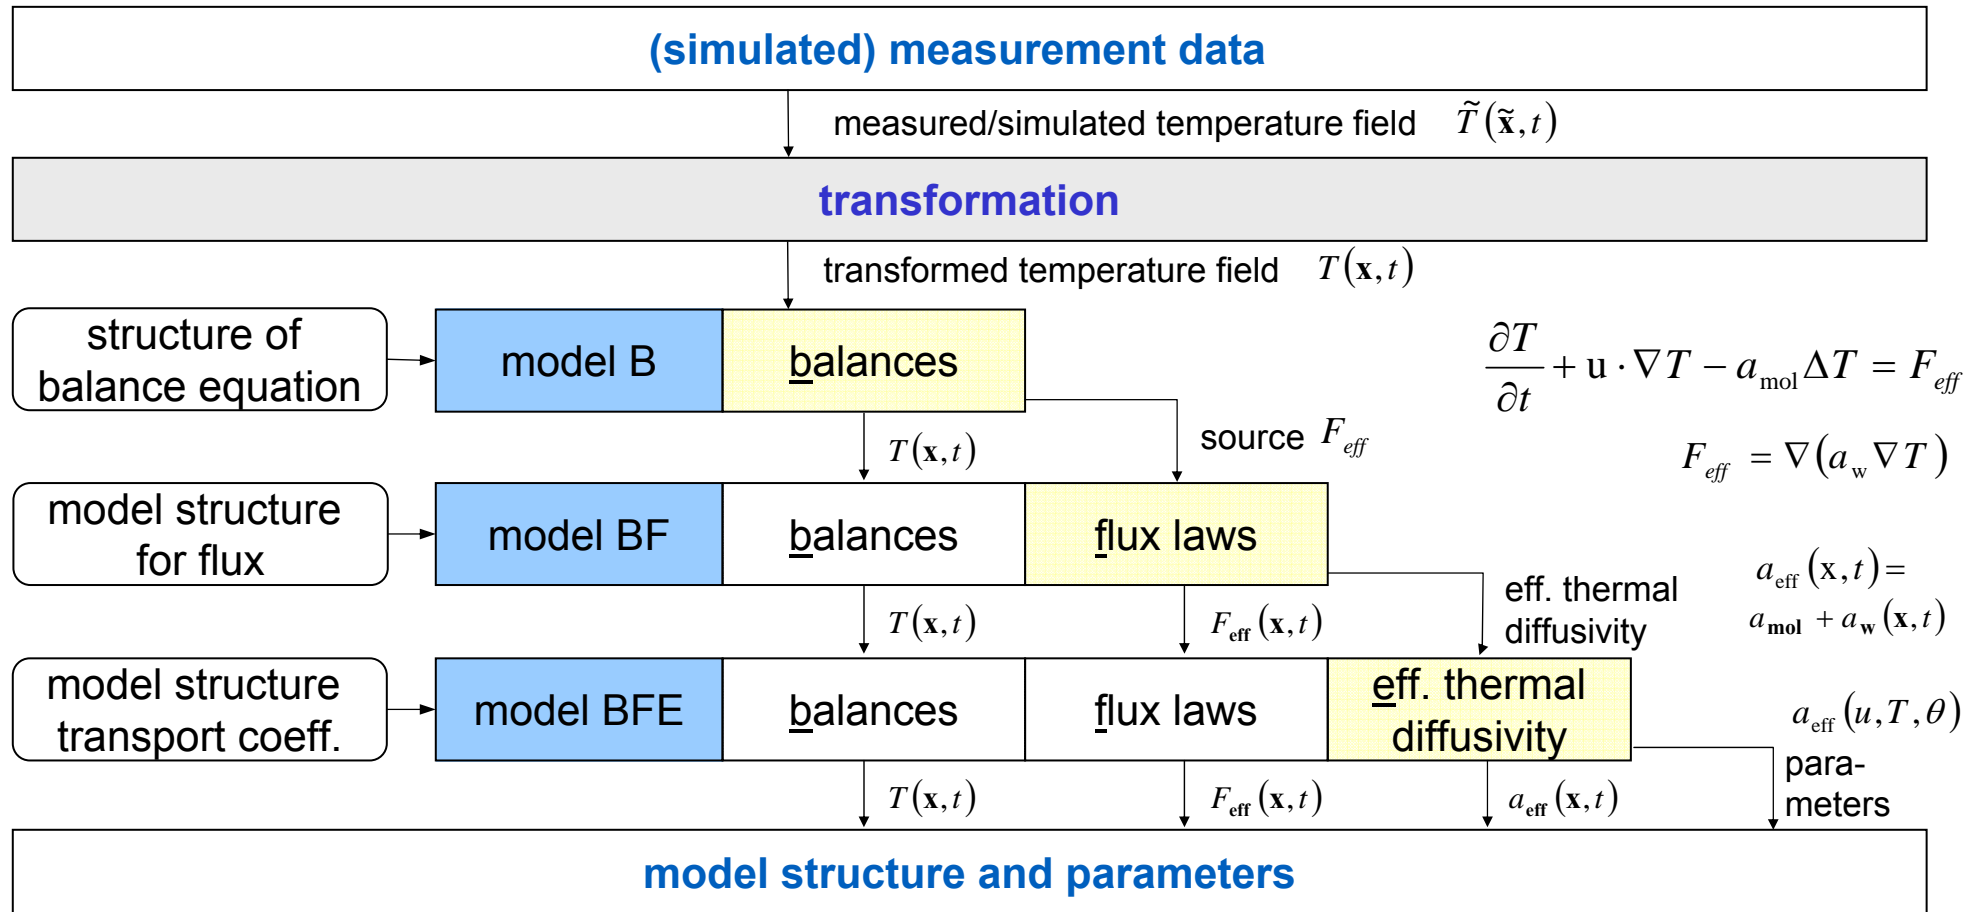 (simulated) measurement data
measured/simulated temperature field T̃(x̃,t)
transformation
transformed temperature field T(x,t)
structure of
balance equation
model B
balances
∂T/∂t + u · ∇T − a_mol ΔT = F_eff
T(x,t)
source F_eff
F_eff = ∇(a_w ∇T)
model structure
for flux
model BF
balances
flux laws
T(x,t)
F_eff(x,t)
eff. thermal
diffusivity
a_eff(x,t) =
a_mol + a_w(x,t)
model structure
transport coeff.
model BFE
balances
flux laws
eff. thermal
diffusivity
a_eff(u,T,θ)
T(x,t)
F_eff(x,t)
a_eff(x,t)
para-
meters
model structure and parameters